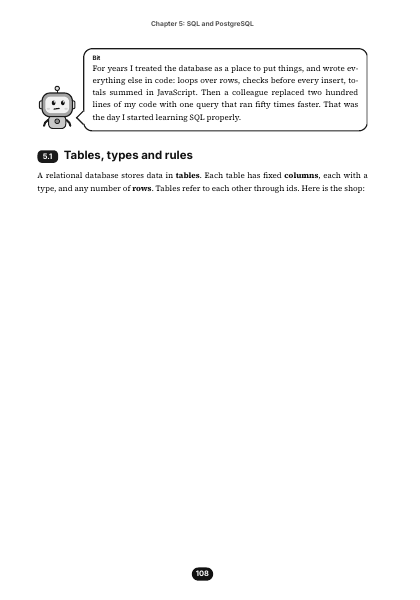 Chapter 5: SQL and PostgreSQL
Bit
For years I treated the database as a place to put things, and wrote ev-
erything else in code: loops over rows, checks before every insert, to-
tals summed in JavaScript. Then a colleague replaced two hundred
lines of my code with one query that ran fifty times faster. That was
the day I started learning SQL properly.
5.1 Tables, types and rules
A relational database stores data in tables. Each table has fixed columns, each with a
type, and any number of rows. Tables refer to each other through ids. Here is the shop:
108